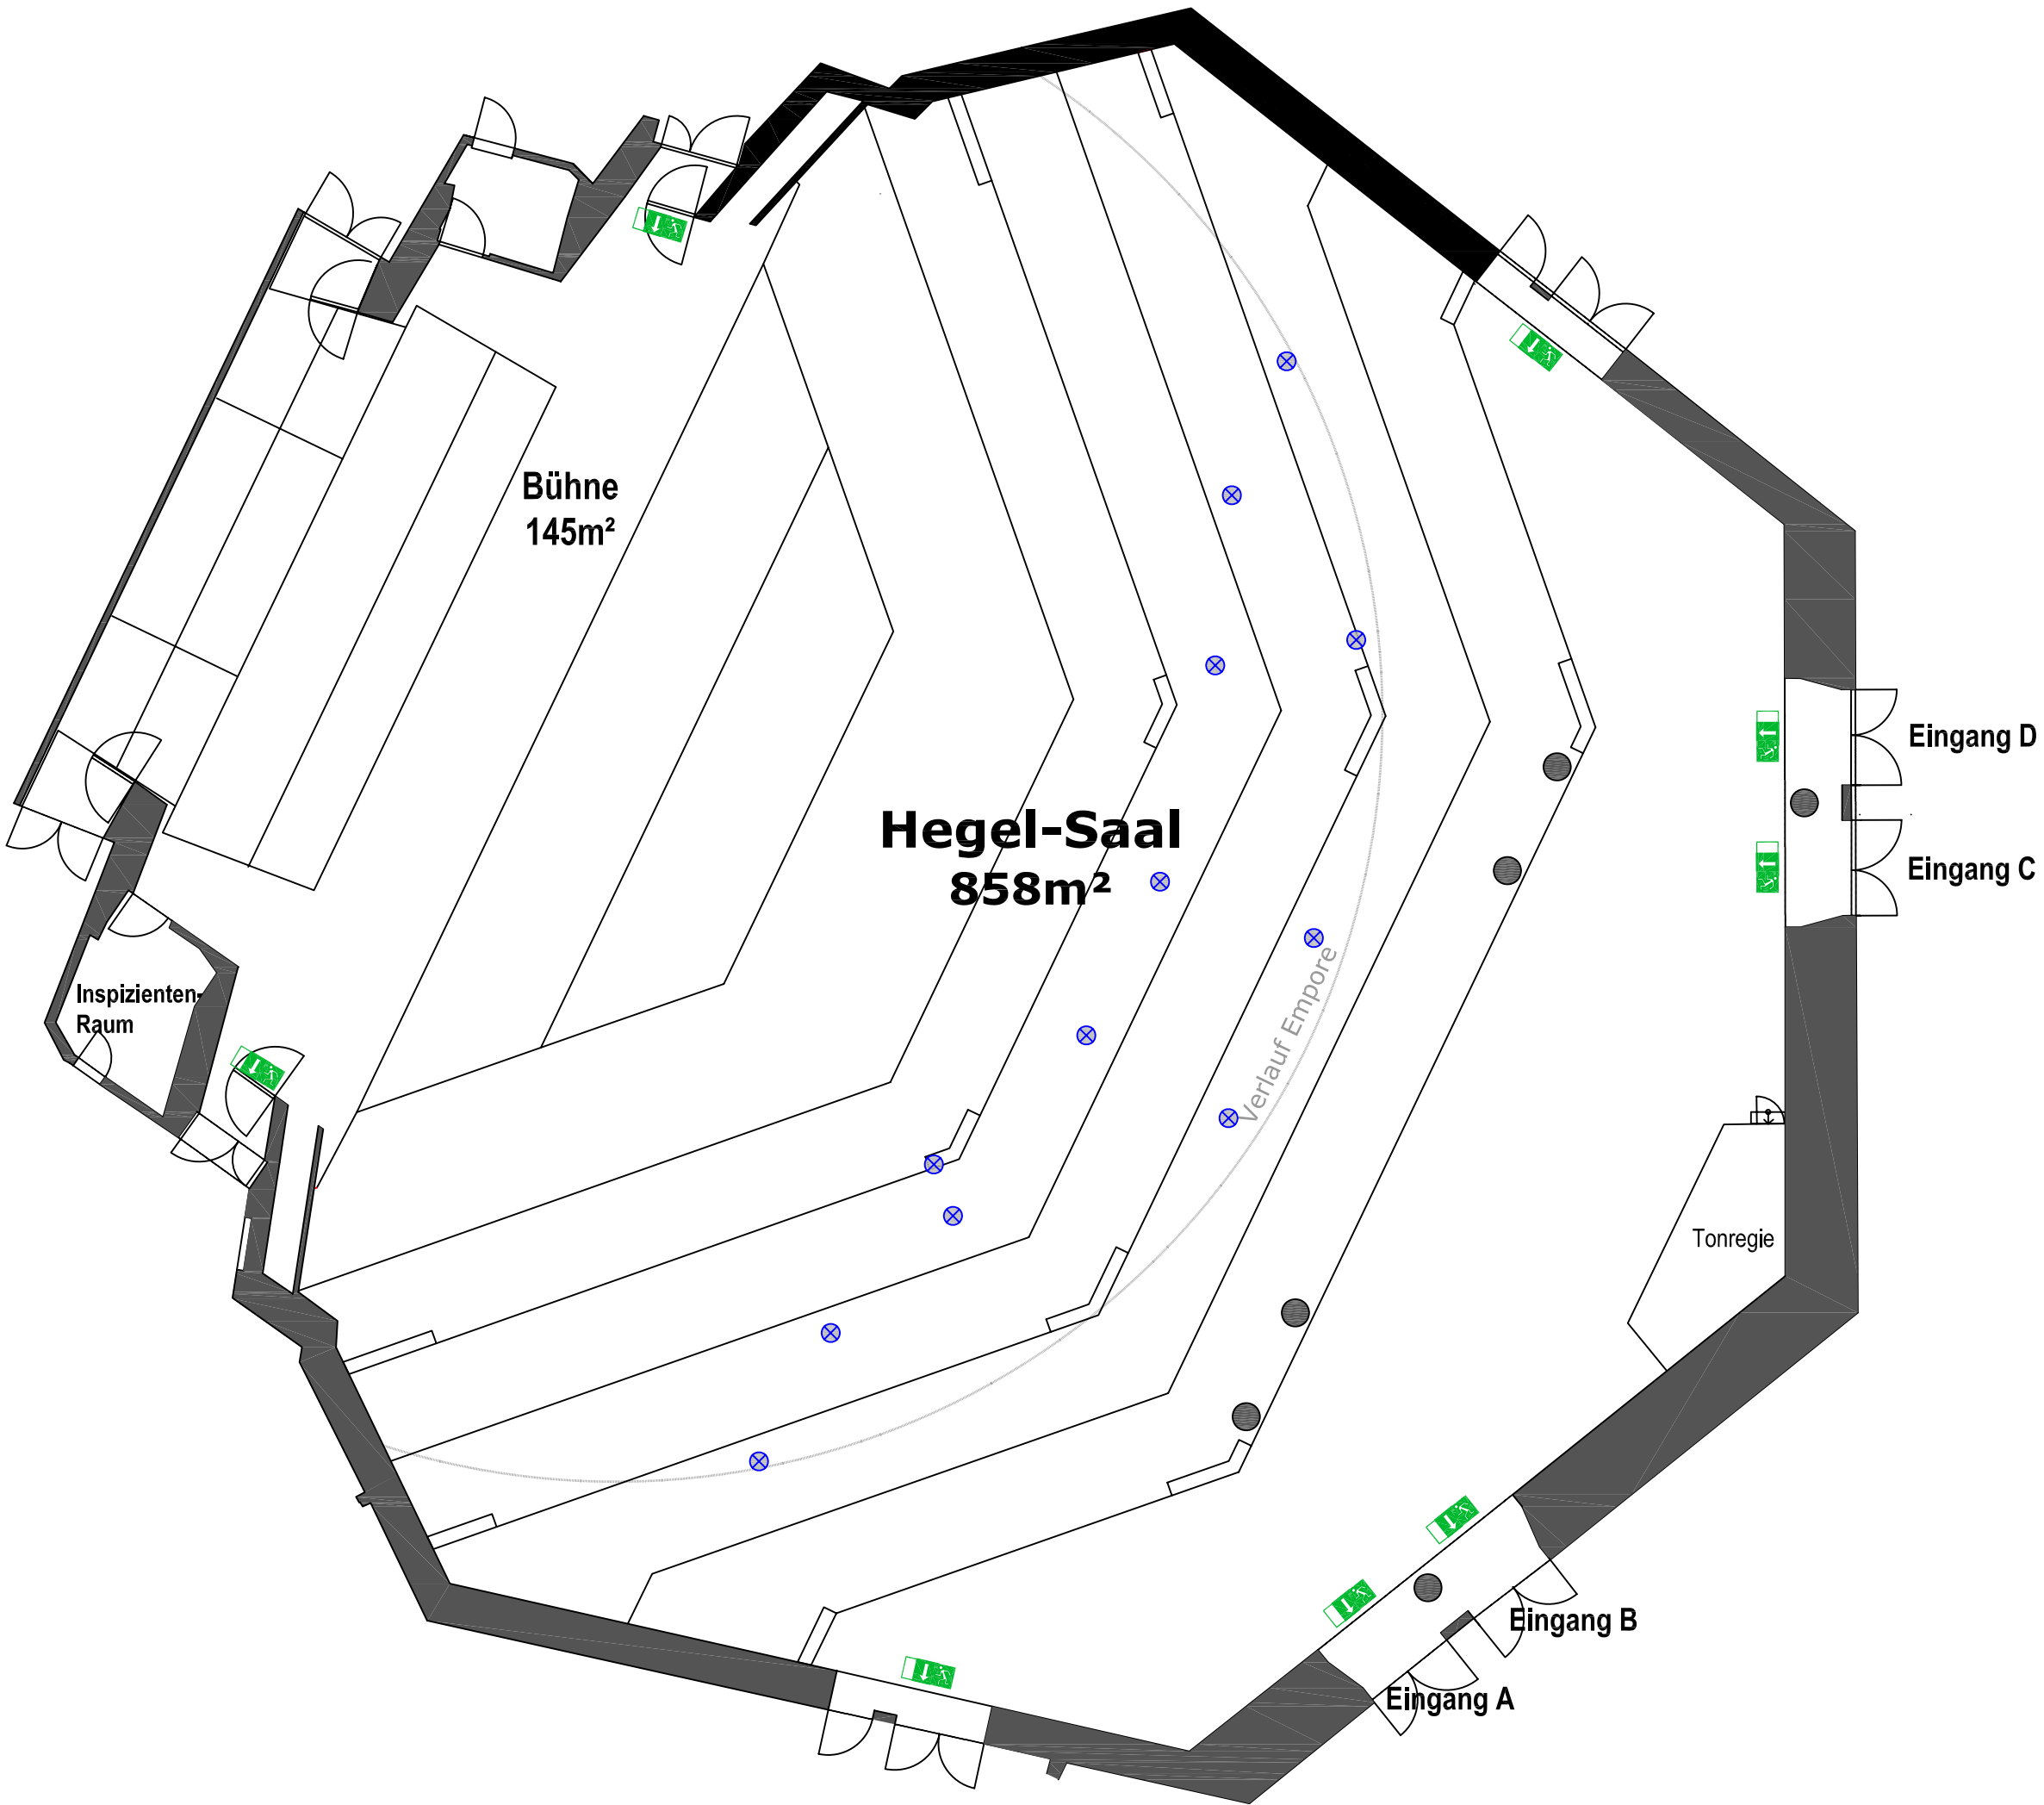 Bühne
145m²
Eingang D
Hegel-Saal
858m²
Eingang C
Inspizienten-
Raum
Verlauf Empore
Tonregie
Eingang B
Eingang A